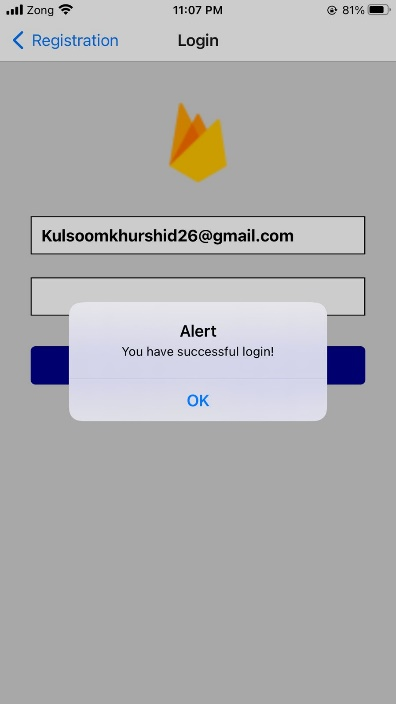 Zong 11:07 PM 81%
Registration Login
Kulsoomkhurshid26@gmail.com
Alert
You have successful login!
OK